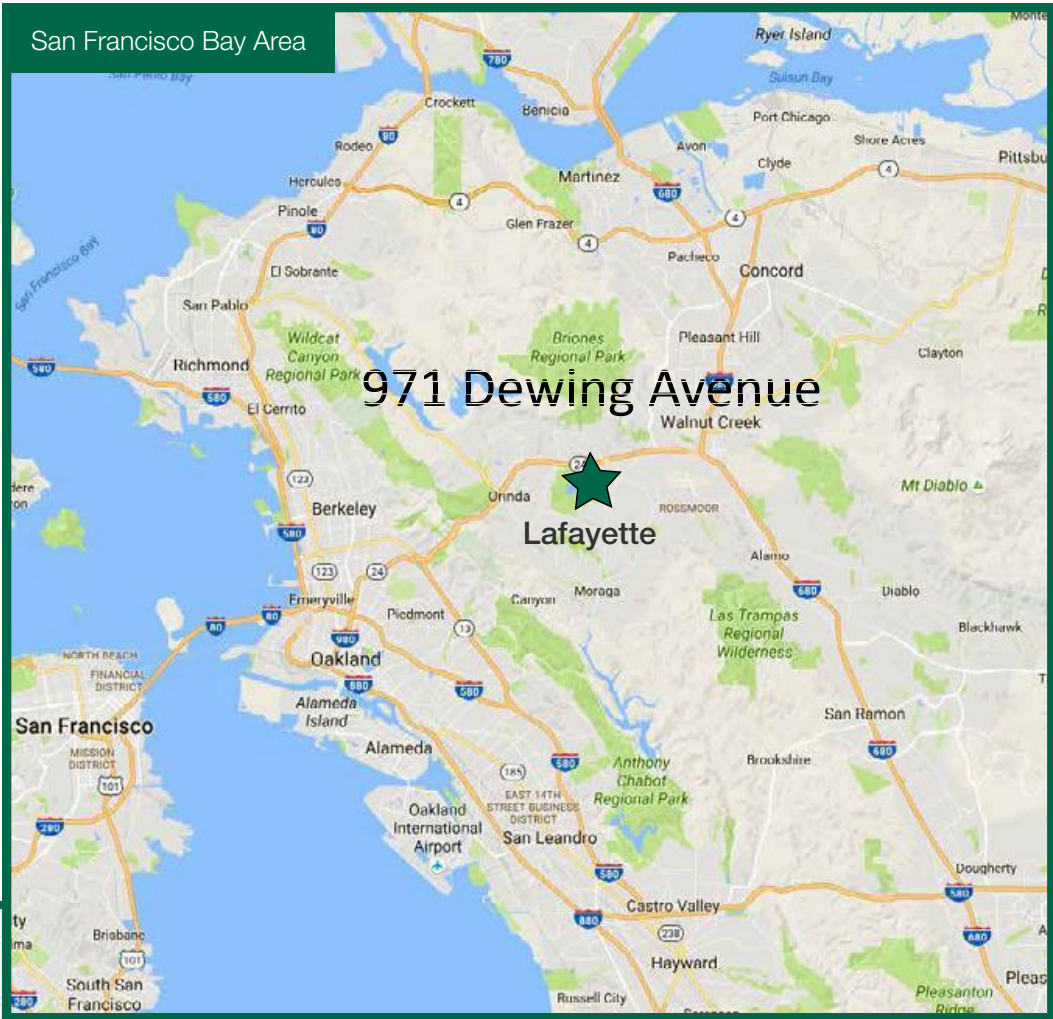 San Francisco Bay Area
San Pablo Bay
780
Ryer Island
Suisun Bay
Crockett
Benicia
Port Chicago
80
Rodeo
Avon
Shore Acres
Clyde
4
Hercules
Martinez
680
Pinole
4
4
80
Glen Frazer
4
Pacheco
San Francisco Bay
El Sobrante
Concord
San Pablo
Wildcat
Canyon
Regional Park
Briones
Regional Park
Pleasant Hill
Clayton
580
Richmond
580
971 Dewing Avenue
El Cerrito
Walnut Creek
24
123
Mt Diablo
Berkeley
Orinda
ROSSMOOR
580
Lafayette
Alamo
123
24
680
Diablo
Emeryville
Canyon
Moraga
80
80
Piedmont
13
Las Trampas
Regional
Wilderness
Blackhawk
980
NORTH BEACH
Oakland
FINANCIAL
DISTRICT
880
580
Alameda
Island
San Francisco
San Ramon
Alameda
680
MISSION
DISTRICT
580
Brookshire
101
185
Anthony
Chabot
Regional Park
EAST 14TH
STREET BUSINESS
DISTRICT
280
Oakland
International
Airport
San Leandro
580
Dougherty
580
Castro Valley
880
238
680
Brisbane
101
Hayward
South San
Francisco
280
Russell City
Pleasanton
Ridge